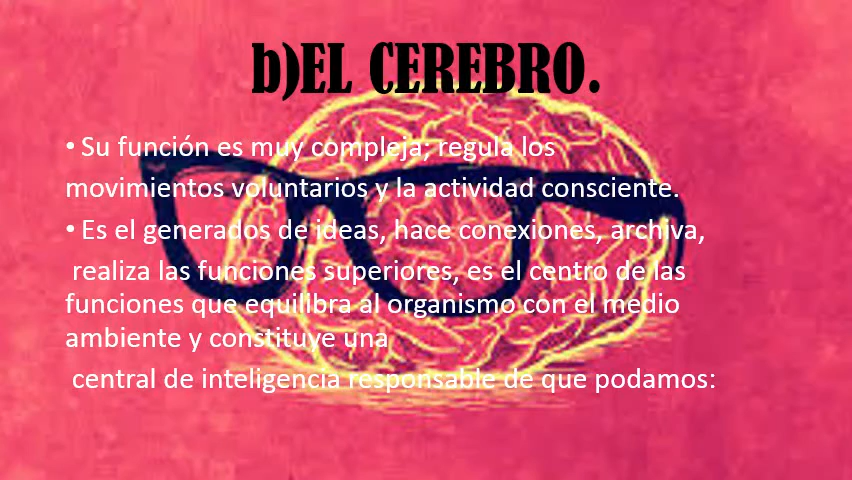 b)EL CEREBRO.
• Su función es muy compleja; regula los
movimientos voluntarios y la actividad consciente.
• Es el generados de ideas, hace conexiones, archiva,
realiza las funciones superiores, es el centro de las
funciones que equilibra al organismo con el medio
ambiente y constituye una
central de inteligencia responsable de que podamos: